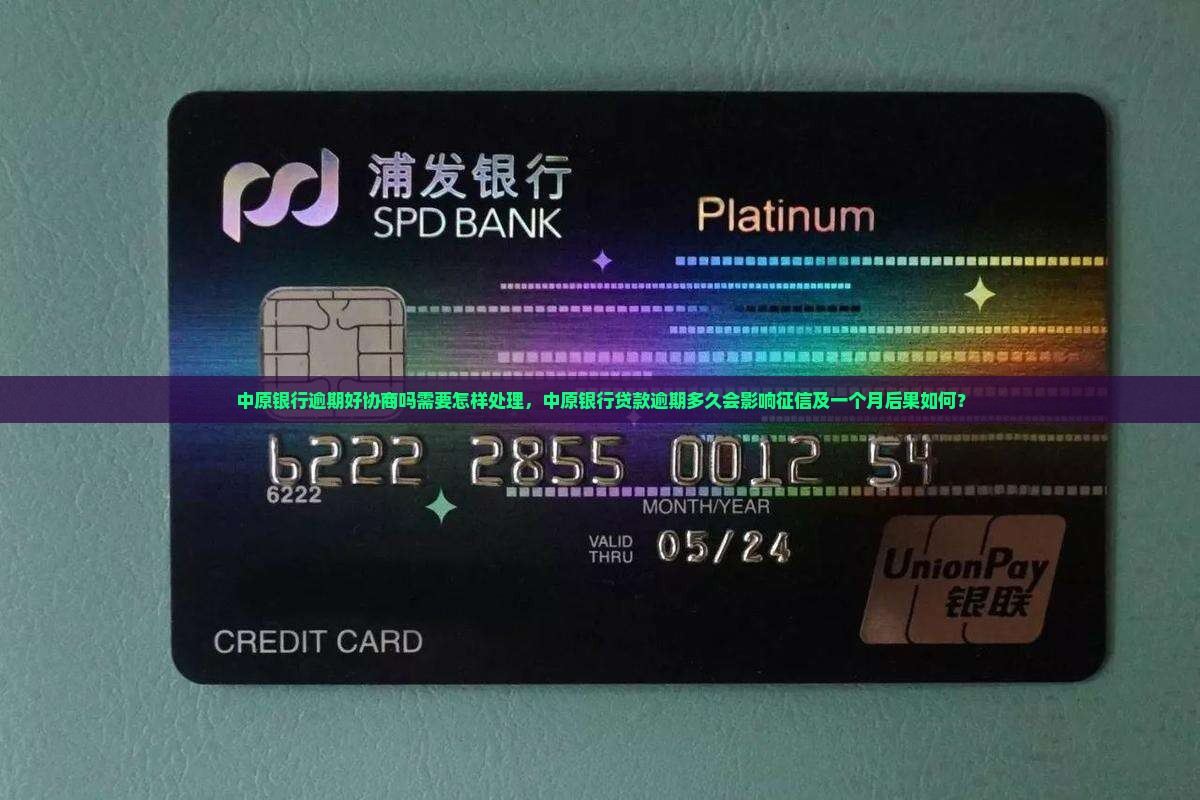 浦发银行
SPD BANK
Platinum
中原银行逾期好协商吗需要怎样处理，中原银行贷款逾期多久会影响征信及一个月后果如何？
6222 2855 0012 54
6222
MONTH/YEAR
VALID THRU 05/24
UnionPay
银联
CREDIT CARD